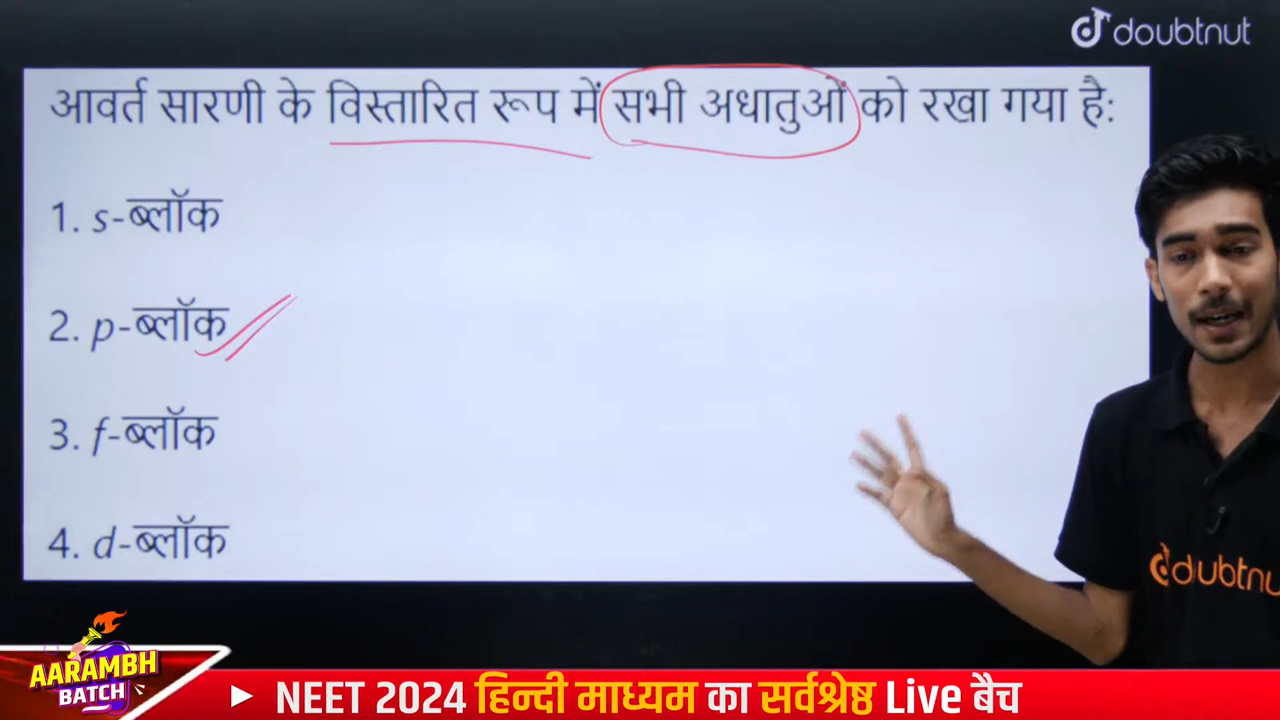 doubtnut
आवर्त सारणी के विस्तारित रूप में सभी अधातुओं को रखा गया है:
1. s-ब्लॉक
2. p-ब्लॉक
3. f-ब्लॉक
4. d-ब्लॉक
doubtnu
AARAMBH
BATCH
NEET 2024 हिन्दी माध्यम का सर्वश्रेष्ठ Live बैच